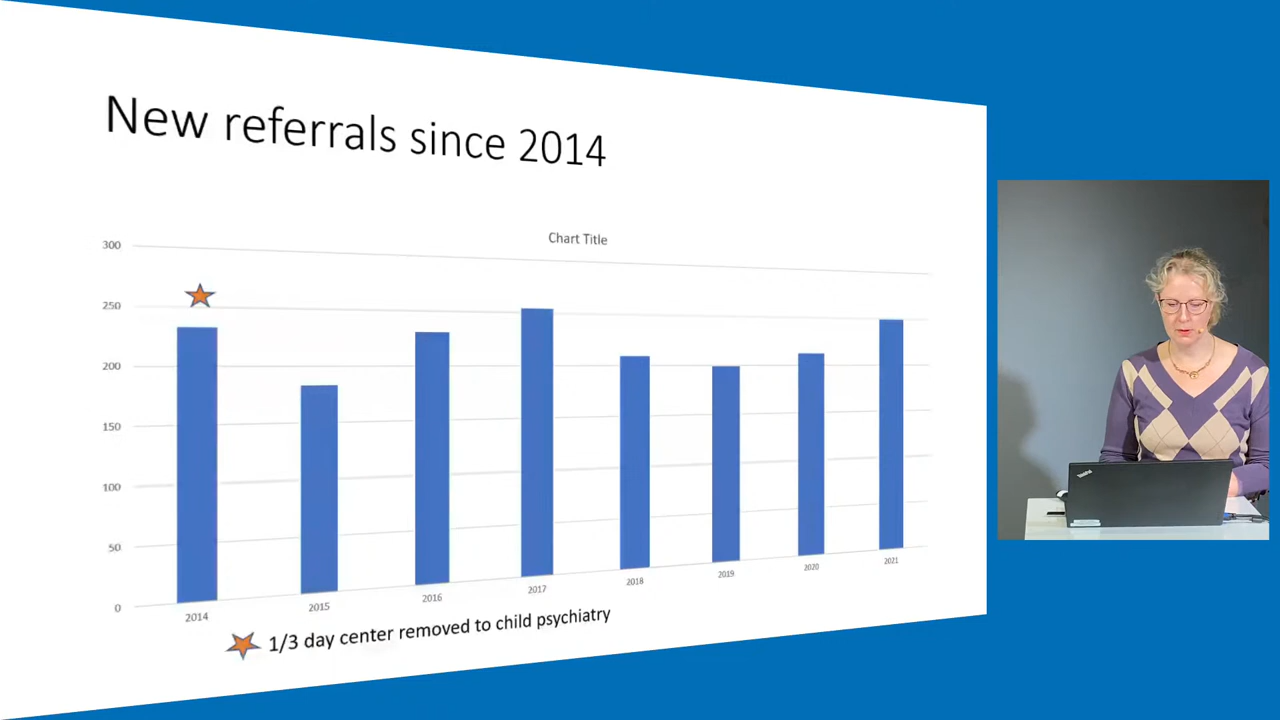 New referrals since 2014
Chart Title
300
250
200
150
100
50
0
2014 2015 2016 2017 2018 2019 2020 2021
1/3 day center removed to child psychiatry
ThinkPad